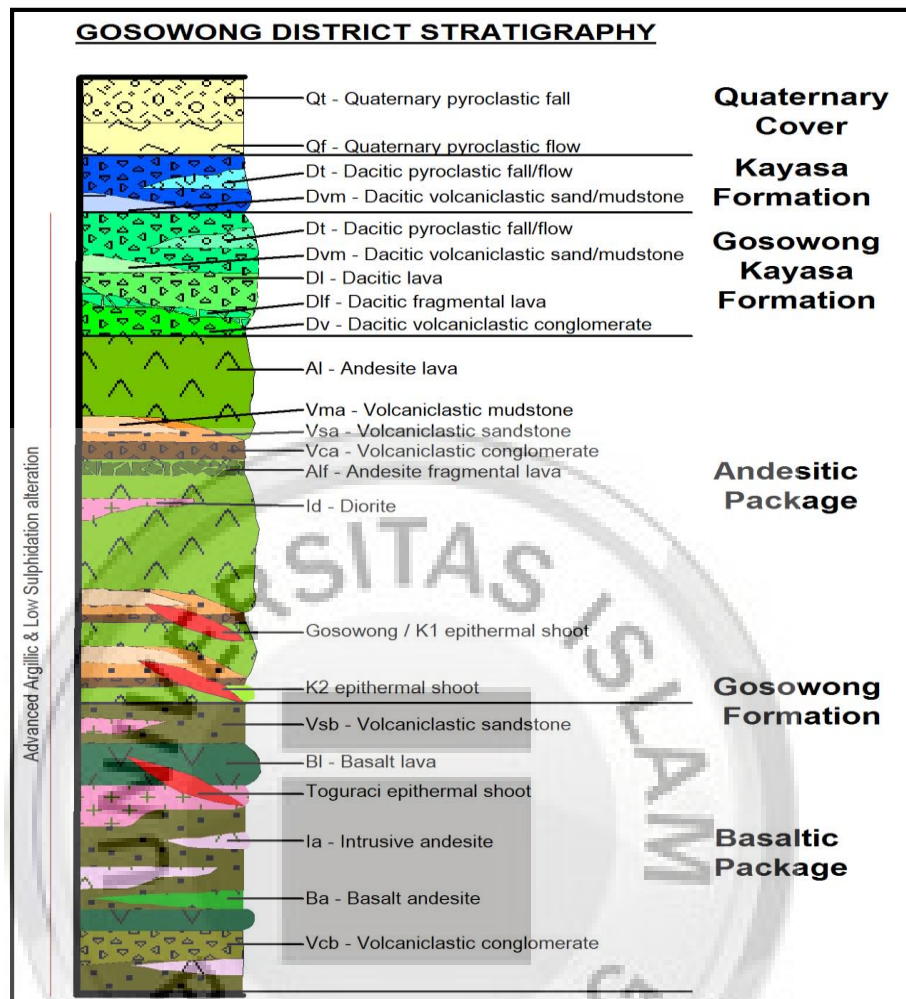 GOSOWONG DISTRICT STRATIGRAPHY
Qt - Quaternary pyroclastic fall
Qf - Quaternary pyroclastic flow
Quaternary
Cover
Dt - Dacitic pyroclastic fall/flow
Dvm - Dacitic volcaniclastic sand/mudstone
Kayasa
Formation
Dt - Dacitic pyroclastic fall/flow
Dvm - Dacitic volcaniclastic sand/mudstone
Dl - Dacitic lava
Dlf - Dacitic fragmental lava
Dv - Dacitic volcaniclastic conglomerate
Gosowong
Kayasa
Formation
Al - Andesite lava
Vma - Volcaniclastic mudstone
Vsa - Volcaniclastic sandstone
Vca - Volcaniclastic conglomerate
Alf - Andesite fragmental lava
Id - Diorite
Gosowong / K1 epithermal shoot
K2 epithermal shoot
Andesitic
Package
Gosowong
Formation
Vsb - Volcaniclastic sandstone
Bl - Basalt lava
Toguraci epithermal shoot
Ia - Intrusive andesite
Ba - Basalt andesite
Vcb - Volcaniclastic conglomerate
Basaltic
Package
Advanced Argillic & Low Sulphidation alteration
RSITAS ISLAM